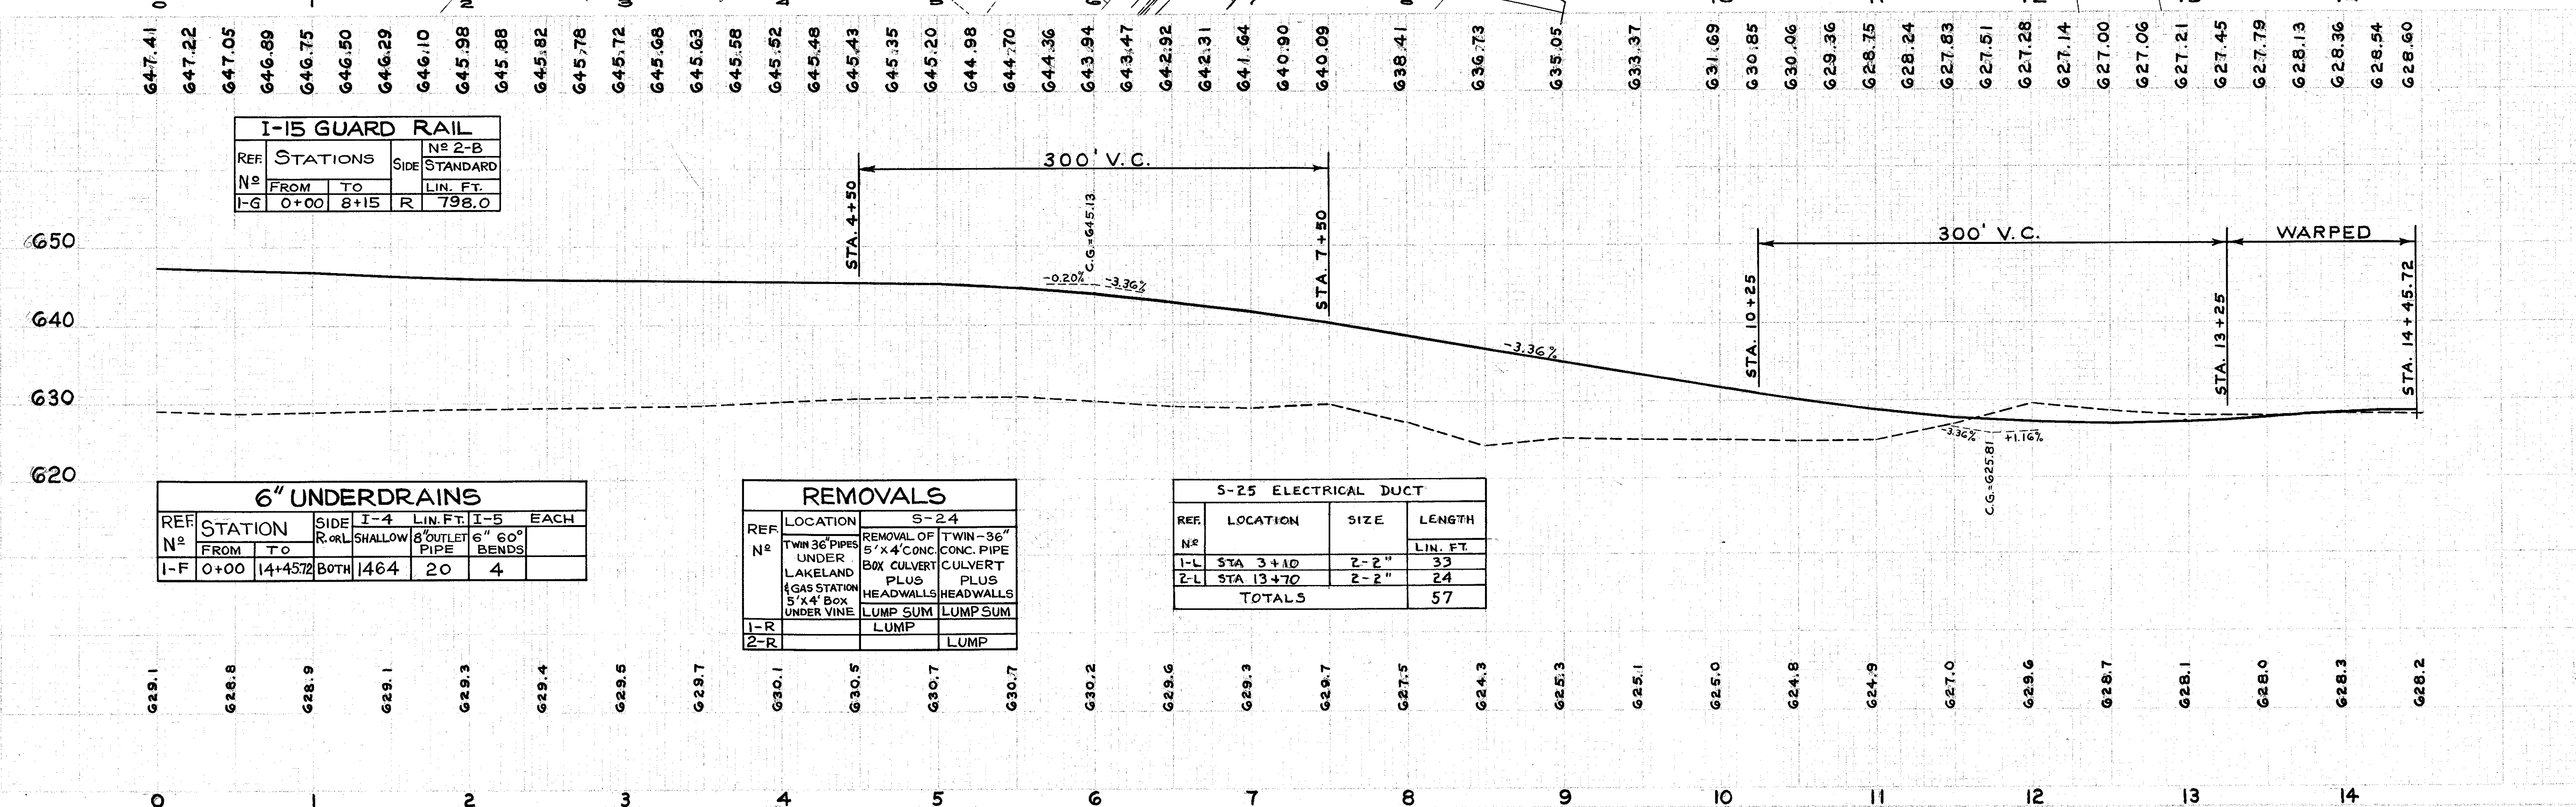 647.41 647.22 647.05 646.89 646.75 646.50 646.29 646.10 645.98 645.88 645.82 645.78 645.72 645.68 645.63 645.58 645.52 645.48 645.43 645.35 645.20 644.98 644.70 644.36 643.94 643.47 642.92 642.31 641.64 640.90 640.09 638.41 636.73 635.05 633.37 631.69 630.85 630.06 629.36 628.75 628.24 627.83 627.51 627.28 627.14 627.00 627.06 627.21 627.45 627.79 628.13 628.36 628.54 628.60
I-15 GUARD RAIL
REF. Nº STATIONS SIDE Nº 2-B STANDARD
FROM TO LIN. FT.
1-G 0+00 8+15 R 798.0
300' V.C.
STA. 4+50
C.G.=645.13
STA. 7+50
-0.20% -3.36%
300' V.C. WARPED
STA. 10+25
STA. 13+25
STA. 14+45.72
-3.36%
-3.36% +1.16%
C.G.=625.81
650
640
630
620
6" UNDERDRAINS
REF. Nº STATION SIDE R. OR L I-4 LIN. FT. I-5 EACH
FROM TO SHALLOW 8" OUTLET PIPE 6" 60° BENDS
1-F 0+00 14+45.72 BOTH 1464 20 4
REMOVALS
REF. Nº LOCATION S-24
TWIN 36" PIPES UNDER LAKELAND & GAS STATION 5'X4' BOX UNDER VINE
REMOVAL OF 5'X4' CONC. BOX CULVERT PLUS HEADWALLS
TWIN-36" CONC. PIPE CULVERT PLUS HEADWALLS
LUMP SUM LUMP SUM
1-R LUMP
2-R LUMP
S-25 ELECTRICAL DUCT
REF. Nº LOCATION SIZE LENGTH
LIN. FT.
1-L STA 3+10 2-2" 33
2-L STA 13+70 2-2" 24
TOTALS 57
629.1 628.8 628.9 629.1 629.3 629.4 629.5 629.7 630.1 630.5 630.7 630.7 630.2 629.6 629.3 629.7 627.5 624.3 625.3 625.1 625.0 624.8 624.9 627.0 629.6 628.7 628.1 628.0 628.3 628.2
0 1 2 3 4 5 6 7 8 9 10 11 12 13 14